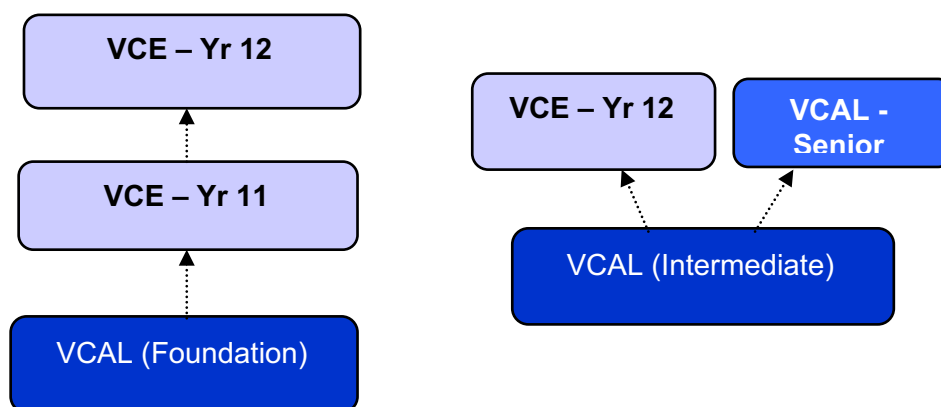 VCE – Yr 12
VCE – Yr 11
VCAL (Foundation)
VCE – Yr 12
VCAL -
Senior
VCAL (Intermediate)